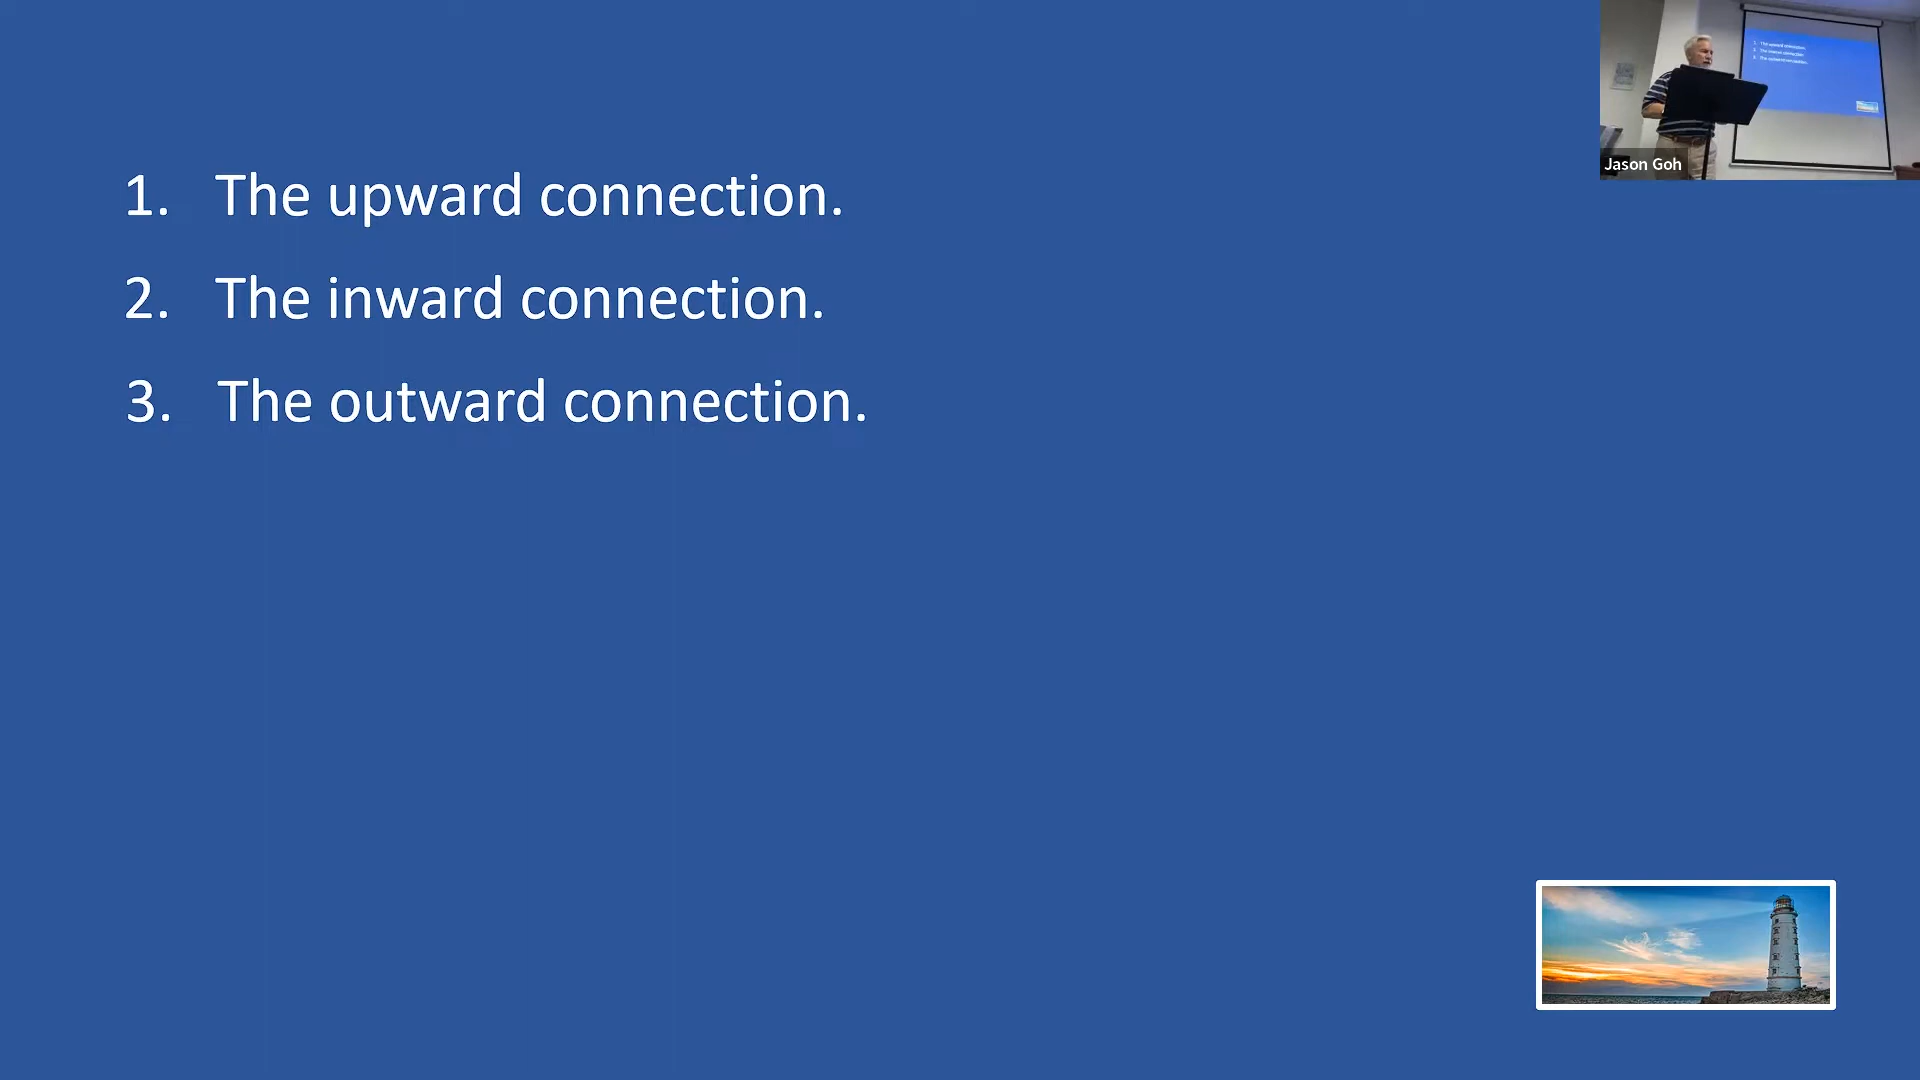 1. The upward connection.
2. The inward connection.
3. The outward connection.
Jason Goh